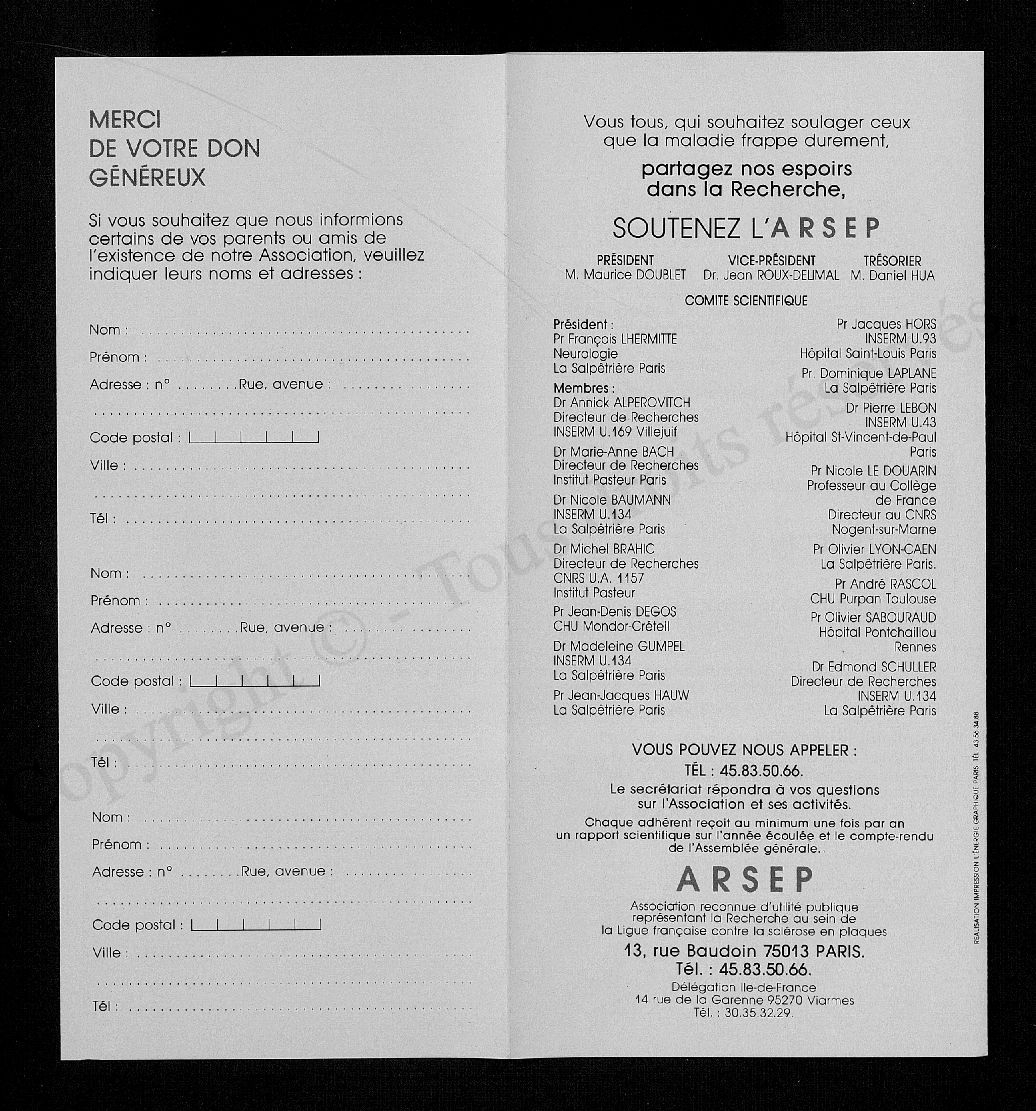 MERCI
DE VOTRE DON
GÉNÉREUX
Si vous souhaitez que nous informions
certains de vos parents ou amis de
l'existence de notre Association, veuillez
indiquer leurs noms et adresses :
Nom :
Prénom :
Adresse : n° ........ Rue, avenue :
Code postal :
Ville :
Tél :
Nom :
Prénom :
Adresse : n° ........ Rue, avenue :
Code postal :
Ville :
Tél :
Nom :
Prénom :
Adresse : n° ........ Rue, avenue :
Code postal :
Ville :
Tél :
Vous tous, qui souhaitez soulager ceux
que la maladie frappe durement,
partagez nos espoirs
dans la Recherche,
SOUTENEZ L'ARSEP
PRÉSIDENT
M. Maurice DOUBLET
VICE-PRÉSIDENT
Dr. Jean ROUX-DELIMAL
TRÉSORIER
M. Daniel HUA
COMITE SCIENTIFIQUE
Président :
Pr François LHERMITTE
Neurologie
La Salpêtrière Paris
Membres :
Dr Annick ALPEROVITCH
Directeur de Recherches
INSERM U.169 Villejuif
Dr Marie-Anne BACH
Directeur de Recherches
Institut Pasteur Paris
Dr Nicole BAUMANN
INSERM U.134
La Salpêtrière Paris
Dr Michel BRAHIC
Directeur de Recherches
CNRS U.A. 1157
Institut Pasteur
Pr Jean-Denis DEGOS
CHU Mondor-Créteil
Dr Madeleine GUMPEL
INSERM U.134
La Salpêtrière Paris
Pr Jean-Jacques HAUW
La Salpêtrière Paris
Pr Jacques HORS
INSERM U.93
Hôpital Saint-Louis Paris
Pr. Dominique LAPLANE
La Salpêtrière Paris
Dr Pierre LEBON
INSERM U.43
Hôpital St-Vincent-de-Paul
Paris
Pr Nicole LE DOUARIN
Professeur au Collège
de France
Directeur au CNRS
Nogent-sur-Marne
Pr Olivier LYON-CAEN
La Salpêtrière Paris.
Pr André RASCOL
CHU Purpan Toulouse
Pr Olivier SABOURAUD
Hôpital Pontchaillou
Rennes
Dr Edmond SCHULLER
Directeur de Recherches
INSERM U.134
La Salpêtrière Paris
VOUS POUVEZ NOUS APPELER :
TÉL : 45.83.50.66.
Le secrétariat répondra à vos questions
sur l'Association et ses activités.
Chaque adhérent reçoit au minimum une fois par an
un rapport scientifique sur l'année écoulée et le compte-rendu
de l'Assemblée générale.
ARSEP
Association reconnue d'utilité publique
représentant la Recherche au sein de
la Ligue française contre la sclérose en plaques
13, rue Baudoin 75013 PARIS.
Tél. : 45.83.50.66.
Délégation Ile-de-France
14 rue de la Garenne 95270 Viarmes
Tél. : 30.35.32.29.
RÉALISATION IMPRESSION L'ÉNERGIE GRAPHIQUE PARIS TÉL. 43.56.34.88
opyright © - Tous droits réservés